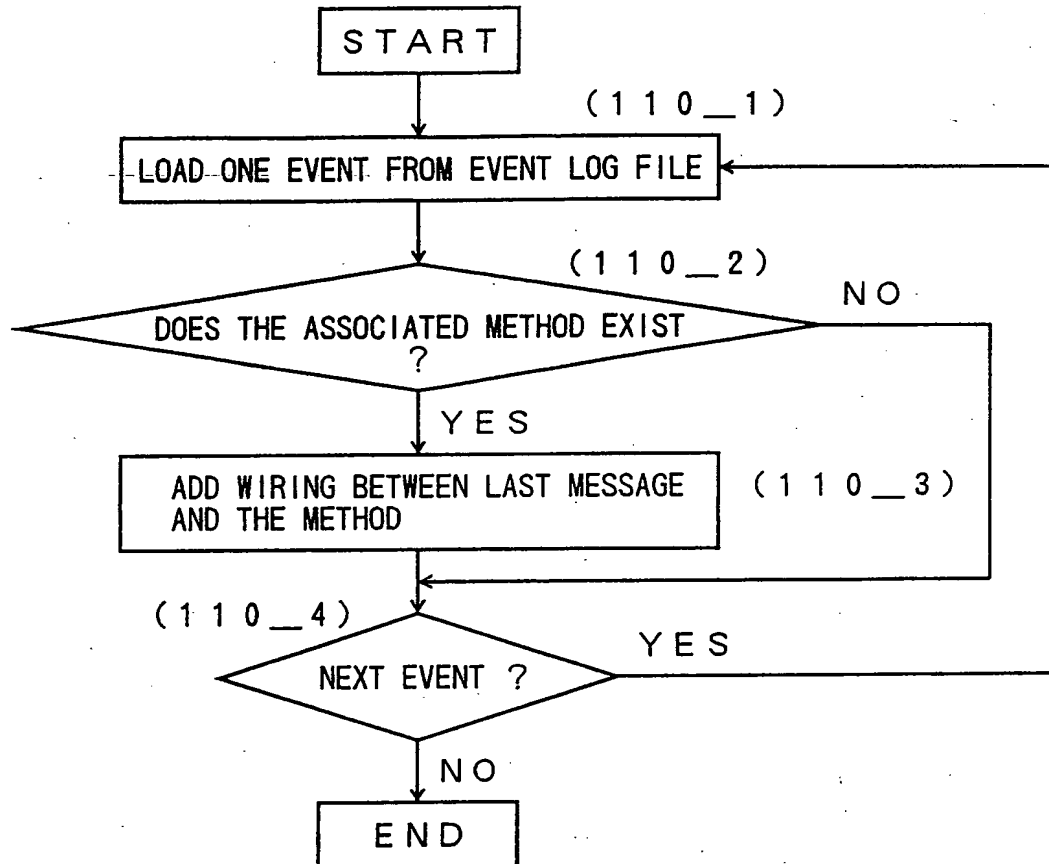 START
(110_1)
LOAD ONE EVENT FROM EVENT LOG FILE
(110_2)
NO
DOES THE ASSOCIATED METHOD EXIST
?
YES
ADD WIRING BETWEEN LAST MESSAGE
AND THE METHOD
(110_3)
(110_4)
YES
NEXT EVENT ?
NO
END